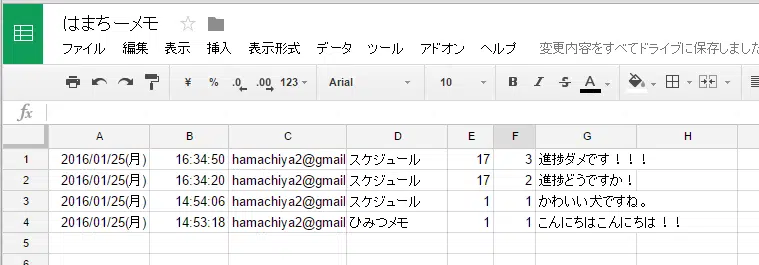 はまちーメモ
ファイル 編集 表示 挿入 表示形式 データ ツール アドオン ヘルプ 変更内容をすべてドライブに保存しました
¥ % .0 .00 123 Arial 10 B I S A
fx
A B C D E F G H
1 2016/01/25(月) 16:34:50 hamachiya2@gmail スケジュール 17 3 進捗ダメです！！！
2 2016/01/25(月) 16:34:20 hamachiya2@gmail スケジュール 17 2 進捗どうですか！
3 2016/01/25(月) 14:54:06 hamachiya2@gmail スケジュール 1 1 かわいい犬ですね。
4 2016/01/25(月) 14:53:18 hamachiya2@gmail ひみつメモ 1 1 こんにちはこんにちは！！
5
6